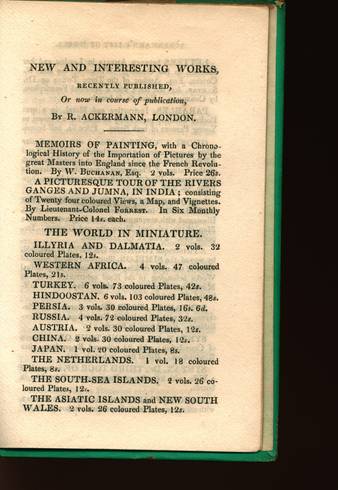 NEW AND INTERESTING WORKS,
RECENTLY PUBLISHED,
Or now in course of publication,
By R. ACKERMANN, LONDON.
MEMOIRS OF PAINTING, with a Chrono-
logical History of the Importation of Pictures by the
great Masters into England since the French Revolu-
tion. By W. Buchanan, Esq. 2 vols. Price 26s.
A PICTURESQUE TOUR OF THE RIVERS
GANGES AND JUMNA, IN INDIA; consisting
of Twenty four coloured Views, a Map, and Vignettes.
By Lieutenant-Colonel Forrest. In Six Monthly
Numbers. Price 14s. each.
THE WORLD IN MINIATURE.
ILLYRIA AND DALMATIA. 2 vols. 32
coloured Plates, 12s.
WESTERN AFRICA. 4 vols. 47 coloured
Plates, 21s.
TURKEY. 6 vols. 73 coloured Plates, 42s.
HINDOOSTAN. 6 vols. 103 coloured Plates, 48s.
PERSIA. 3 vols. 30 coloured Plates, 16s. 6d.
RUSSIA. 4 vols. 72 coloured Plates, 32s.
AUSTRIA. 2 vols. 30 coloured Plates, 12s.
CHINA. 2 vols. 30 coloured Plates, 12s.
JAPAN. 1 vol. 20 coloured Plates, 8s.
THE NETHERLANDS. 1 vol. 18 coloured
Plates, 8s.
THE SOUTH-SEA ISLANDS. 2 vols. 26 co-
loured Plates, 12s.
THE ASIATIC ISLANDS and NEW SOUTH
WALES. 2 vols. 26 coloured Plates, 12s.